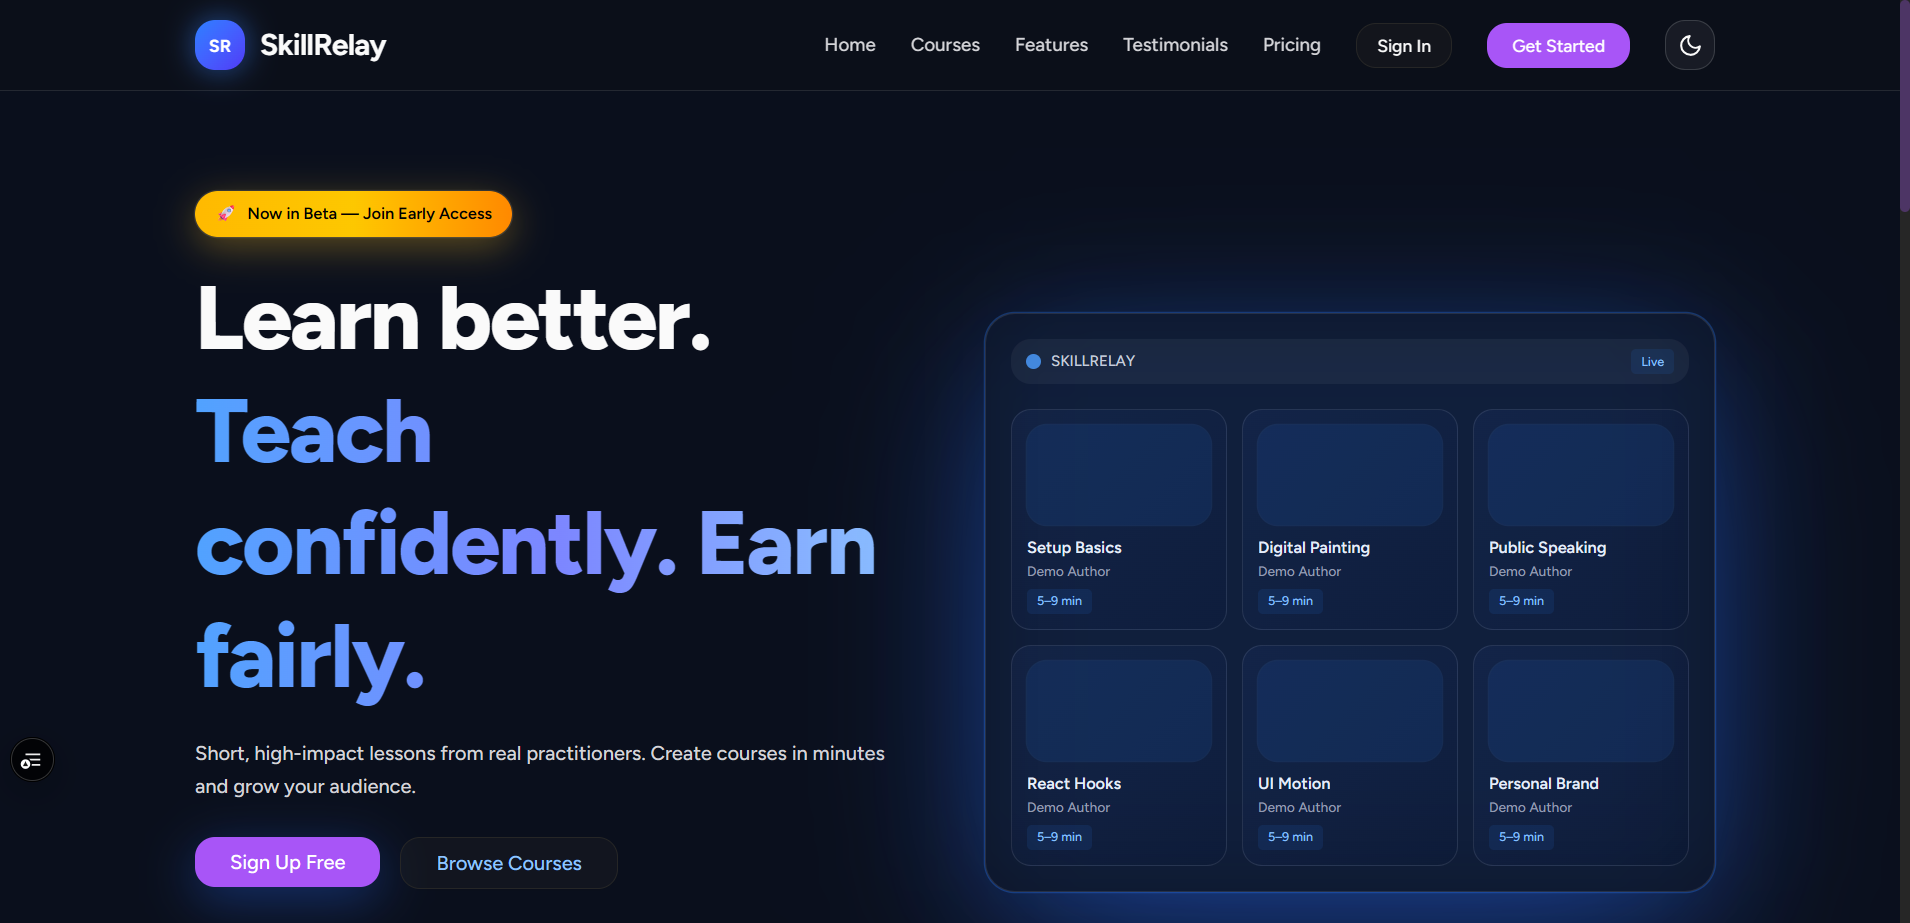 SR SkillRelay Home Courses Features Testimonials Pricing Sign In Get Started
🚀 Now in Beta — Join Early Access
Learn better.
Teach
confidently. Earn
fairly.
Short, high-impact lessons from real practitioners. Create courses in minutes
and grow your audience.
Sign Up Free Browse Courses
SKILLRELAY Live
Setup Basics
Demo Author
5–9 min
Digital Painting
Demo Author
5–9 min
Public Speaking
Demo Author
5–9 min
React Hooks
Demo Author
5–9 min
UI Motion
Demo Author
5–9 min
Personal Brand
Demo Author
5–9 min